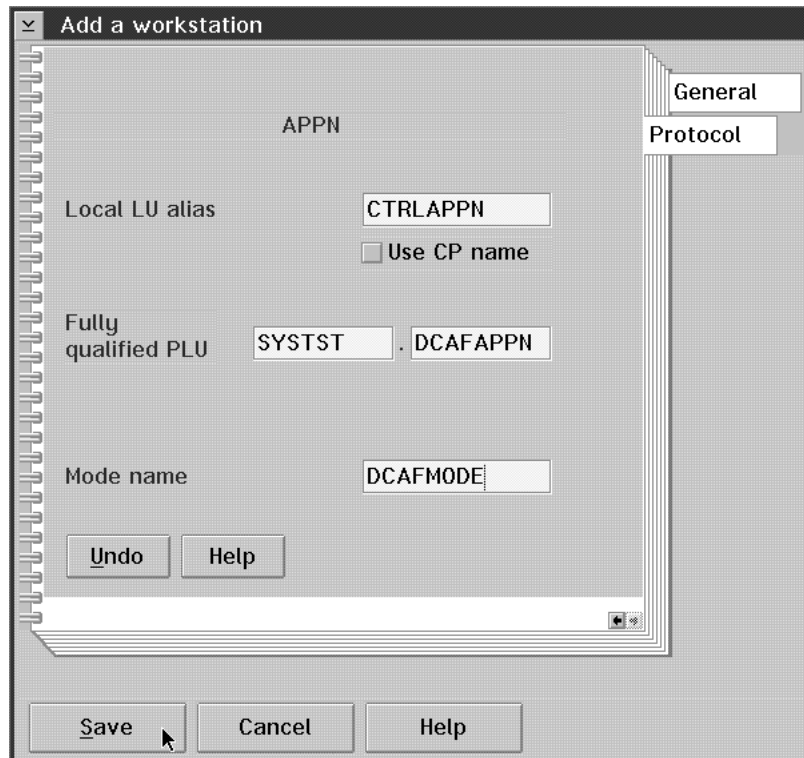 Add a workstation
General
Protocol
APPN
Local LU alias CTRLAPPN
Use CP name
Fully
qualified PLU SYSTST . DCAFAPPN
Mode name DCAFMODE
Undo Help
Save Cancel Help